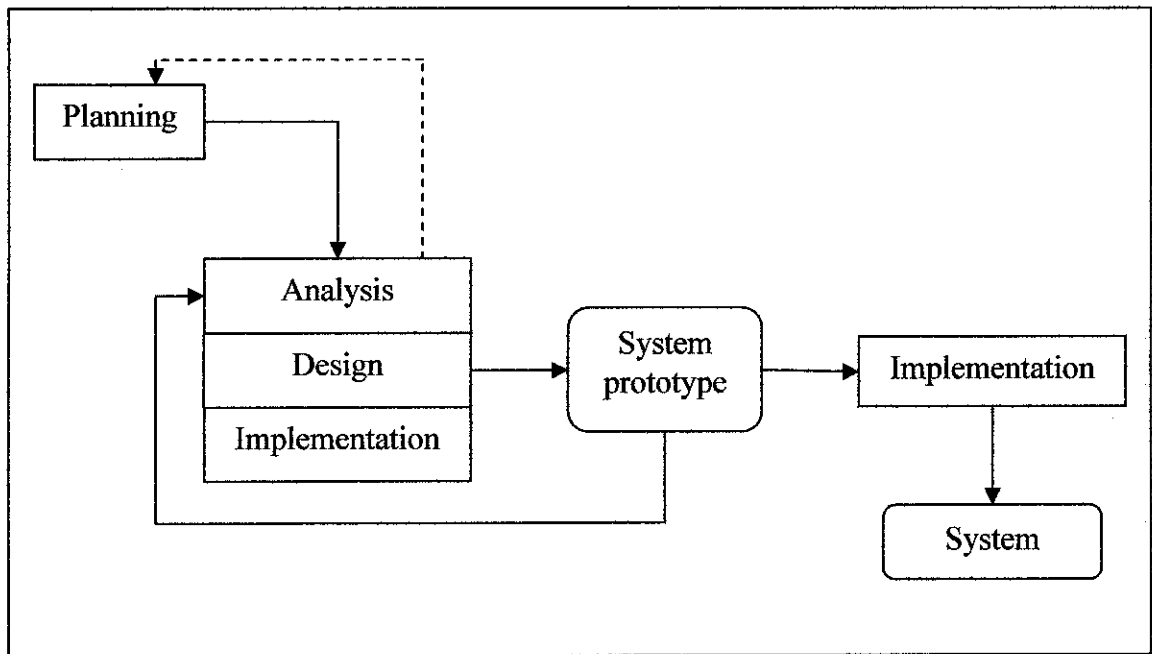 Planning
Analysis
Design
Implementation
System
prototype
Implementation
System